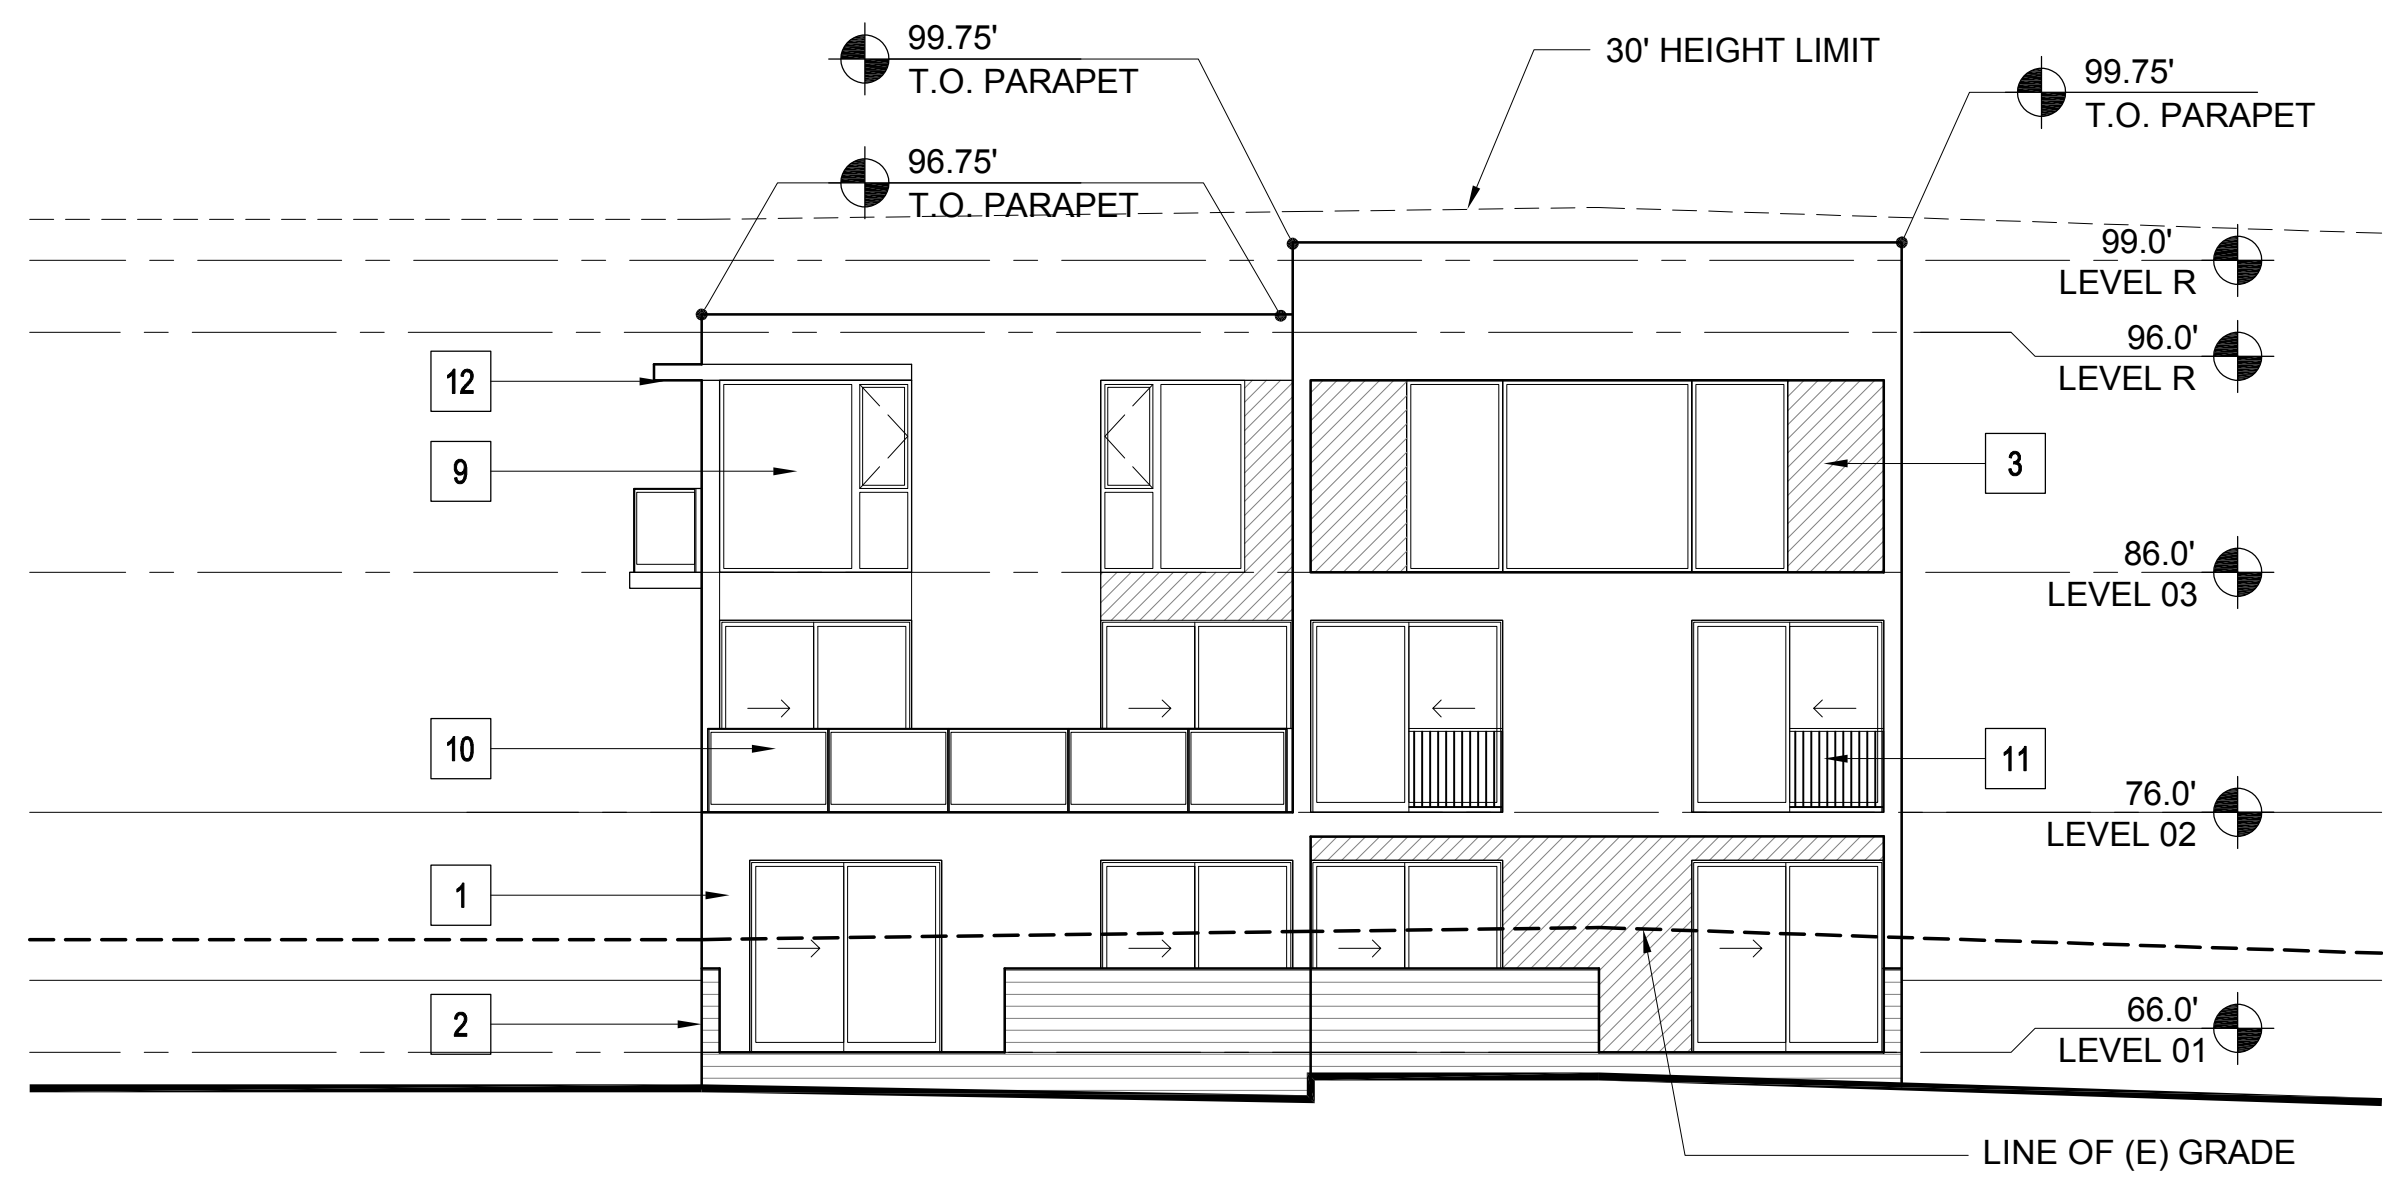 99.75'
T.O. PARAPET
30' HEIGHT LIMIT
99.75'
T.O. PARAPET
96.75'
T.O. PARAPET
99.0'
LEVEL R
96.0'
LEVEL R
12
9
3
86.0'
LEVEL 03
10
11
76.0'
LEVEL 02
1
2
66.0'
LEVEL 01
LINE OF (E) GRADE